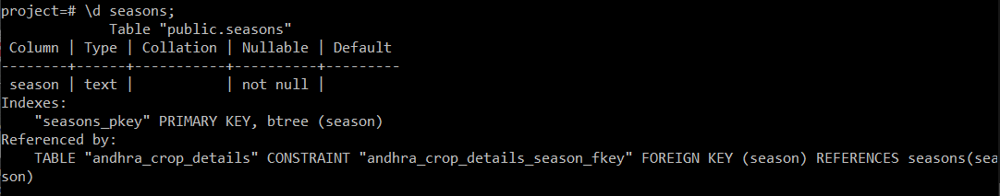 project=# \d seasons;
Table "public.seasons"
Column | Type | Collation | Nullable | Default
--------+------+-----------+----------+---------
season | text |           | not null |
Indexes:
"seasons_pkey" PRIMARY KEY, btree (season)
Referenced by:
TABLE "andhra_crop_details" CONSTRAINT "andhra_crop_details_season_fkey" FOREIGN KEY (season) REFERENCES seasons(sea
son)